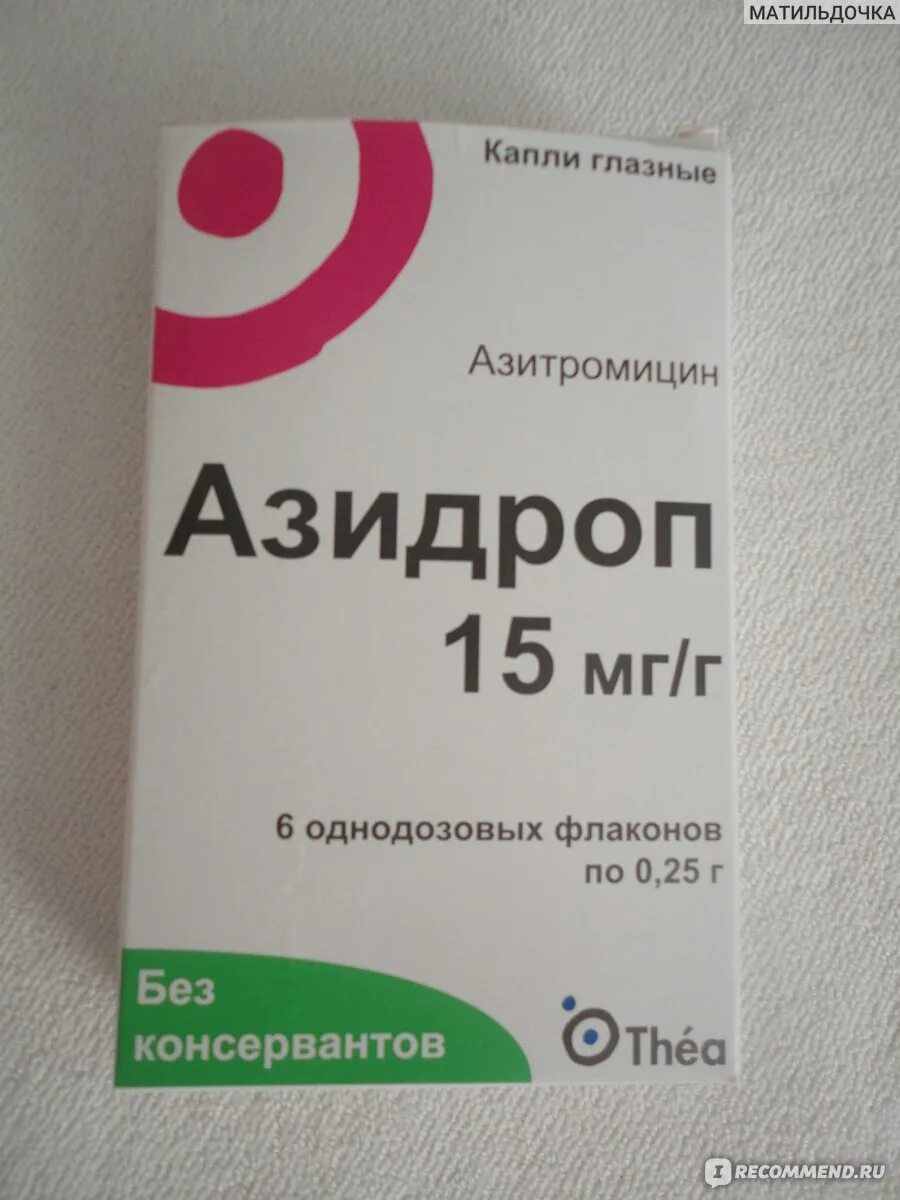 МАТИЛЬДОЧКА
Капли глазные
Азитромицин
Азидроп
15 мг/г
6 однодозовых флаконов
по 0,25 г
Без
консервантов
Théa
IRECOMMEND.RU